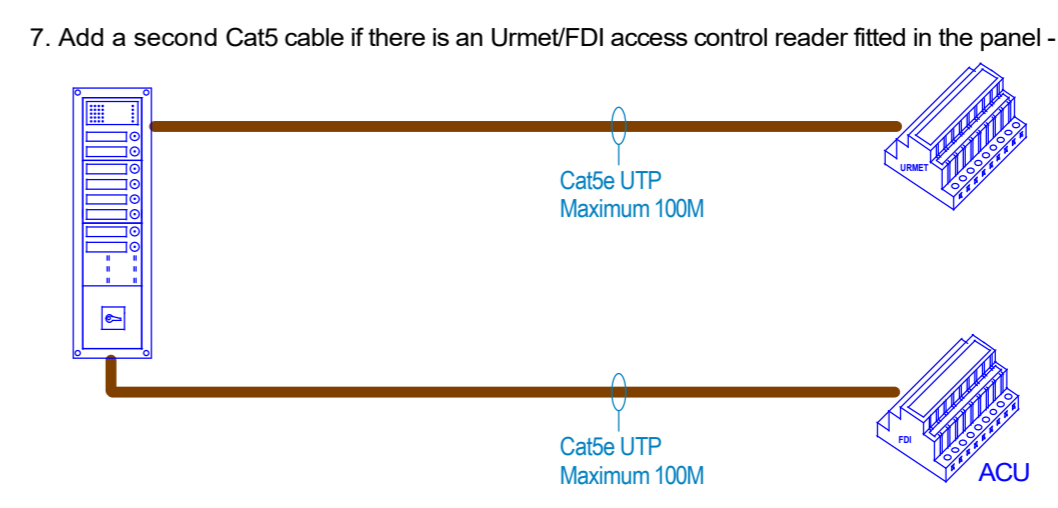 7. Add a second Cat5 cable if there is an Urmet/FDI access control reader fitted in the panel -
URMET
Cat5e UTP
Maximum 100M
FDI
Cat5e UTP
Maximum 100M
ACU